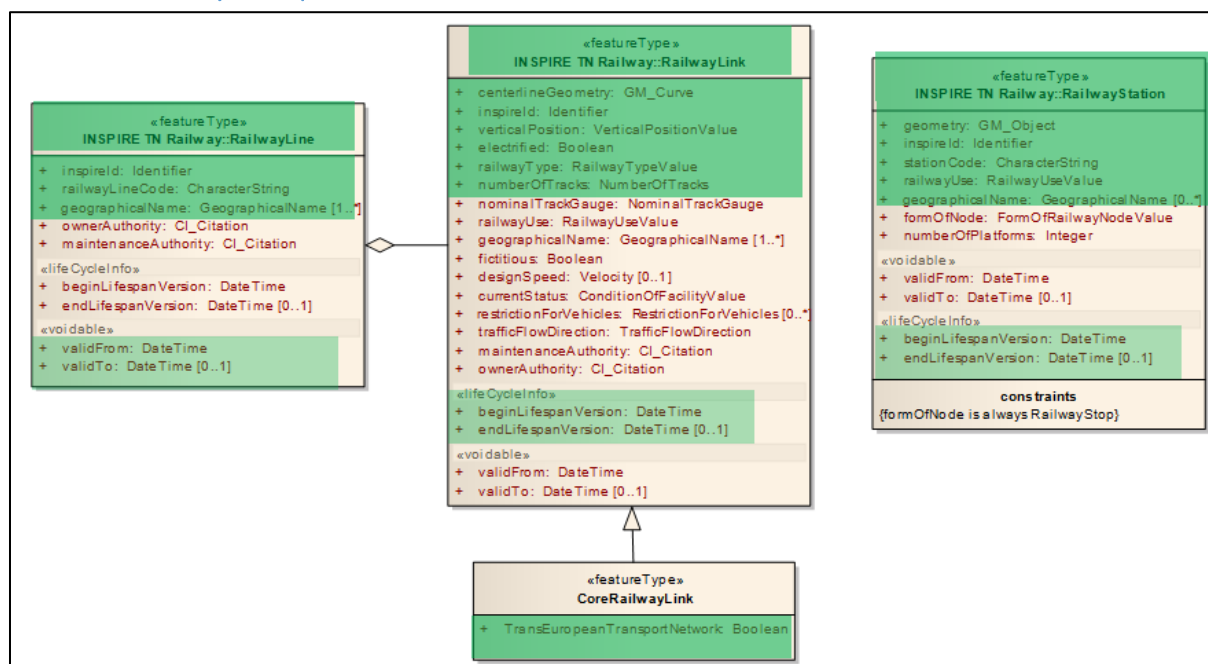 «featureType»
INSPIRE TN Railway::RailwayLine
+ inspireId: Identifier
+ railwayLineCode: CharacterString
+ geographicalName: GeographicalName [1..*]
+ ownerAuthority: CI_Citation
+ maintenanceAuthority: CI_Citation
«lifeCycleInfo»
+ beginLifespanVersion: DateTime
+ endLifespanVersion: DateTime [0..1]
«voidable»
+ validFrom: DateTime
+ validTo: DateTime [0..1]
«featureType»
INSPIRE TN Railway::RailwayLink
+ centerlineGeometry: GM_Curve
+ inspireId: Identifier
+ verticalPosition: VerticalPositionValue
+ electrified: Boolean
+ railwayType: RailwayTypeValue
+ numberOfTracks: NumberOfTracks
+ nominalTrackGauge: NominalTrackGauge
+ railwayUse: RailwayUseValue
+ geographicalName: GeographicalName [1..*]
+ fictitious: Boolean
+ designSpeed: Velocity [0..1]
+ currentStatus: ConditionOfFacilityValue
+ restrictionForVehicles: RestrictionForVehicles [0..*]
+ trafficFlowDirection: TrafficFlowDirection
+ maintenanceAuthority: CI_Citation
+ ownerAuthority: CI_Citation
«lifeCycleInfo»
+ beginLifespanVersion: DateTime
+ endLifespanVersion: DateTime [0..1]
«voidable»
+ validFrom: DateTime
+ validTo: DateTime [0..1]
«featureType»
INSPIRE TN Railway::RailwayStation
+ geometry: GM_Object
+ inspireId: Identifier
+ stationCode: CharacterString
+ railwayUse: RailwayUseValue
+ geographicalName: GeographicalName [0..*]
+ formOfNode: FormOfRailwayNodeValue
+ numberOfPlatforms: Integer
«voidable»
+ validFrom: DateTime
+ validTo: DateTime [0..1]
«lifeCycleInfo»
+ beginLifespanVersion: DateTime
+ endLifespanVersion: DateTime [0..1]
constraints
{formOfNode is always RailwayStop}
«featureType»
CoreRailwayLink
+ TransEuropeanTransportNetwork: Boolean